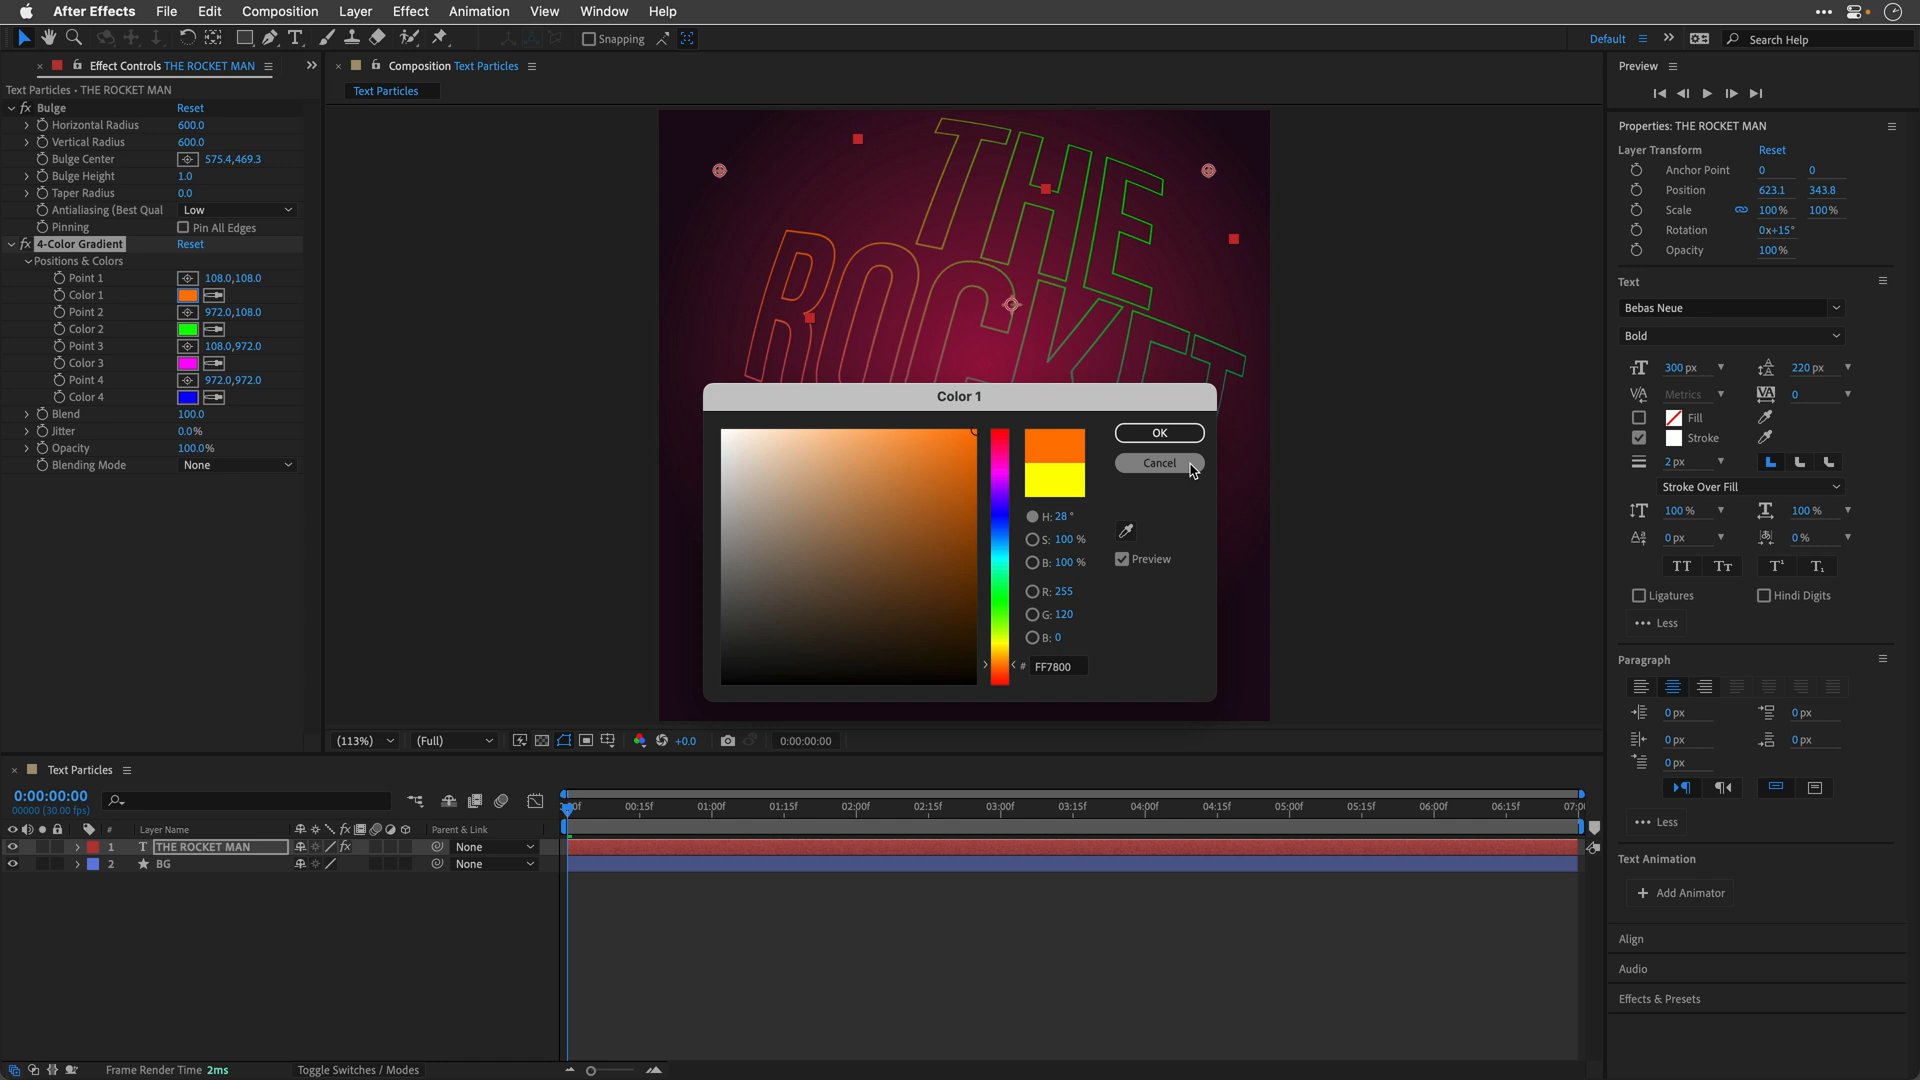 After Effects File Edit Composition Layer Effect Animation View Window Help
Snapping
Default
Search Help
Effect Controls THE ROCKET MAN
Text Particles • THE ROCKET MAN
Bulge Reset
Horizontal Radius 600.0
Vertical Radius 600.0
Bulge Center 575.4,469.3
Bulge Height 1.0
Taper Radius 0.0
Antialiasing (Best Qual Low
Pinning Pin All Edges
4-Color Gradient Reset
Positions & Colors
Point 1 108.0,108.0
Color 1
Point 2 972.0,108.0
Color 2
Point 3 108.0,972.0
Color 3
Point 4 972.0,972.0
Color 4
Blend 100.0
Jitter 0.0%
Opacity 100.0%
Blending Mode None
Composition Text Particles
Text Particles
THE
ROCKET
Color 1
OK
Cancel
H: 28 °
S: 100 %
B: 100 %
Preview
R: 255
G: 120
B: 0
# FF7800
(113%) (Full) +0.0 0:00:00:00
Preview
Properties: THE ROCKET MAN
Layer Transform Reset
Anchor Point 0 0
Position 623.1 343.8
Scale 100% 100%
Rotation 0x+15°
Opacity 100%
Text
Bebas Neue
Bold
300 px 220 px
Metrics 0
Fill
Stroke
2 px
Stroke Over Fill
100 % 100 %
0 px 0 %
TT Tт T¹ T₁
Ligatures Hindi Digits
••• Less
Paragraph
0 px 0 px
0 px 0 px
0 px
••• Less
Text Animation
+ Add Animator
Align
Audio
Effects & Presets
Text Particles
0:00:00:00
00000 (30.00 fps)
00:15f 01:00f 01:15f 02:00f 02:15f 03:00f 03:15f 04:00f 04:15f 05:00f 05:15f 06:00f 06:15f 07:0
# Layer Name Parent & Link
1 T THE ROCKET MAN None
2 BG None
Frame Render Time 2ms Toggle Switches / Modes